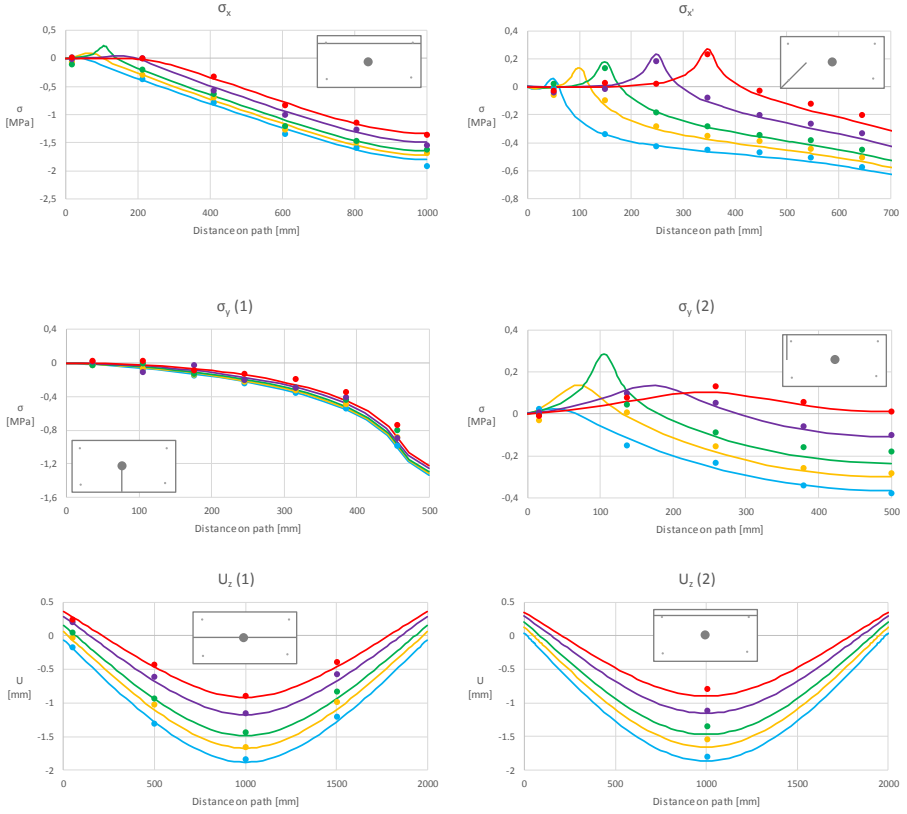 σx
0,5
0
-0,5
-1
-1,5
-2
-2,5
σ
[MPa]
0 200 400 600 800 1000
Distance on path [mm]
σx'
0,4
0,2
0
-0,2
-0,4
-0,6
-0,8
σ
[MPa]
0 100 200 300 400 500 600 700
Distance on path [mm]
σy (1)
0,4
0
-0,4
-0,8
-1,2
-1,6
σ
[MPa]
0 100 200 300 400 500
Distance on path [mm]
σy (2)
0,4
0,2
0
-0,2
-0,4
σ
[MPa]
0 100 200 300 400 500
Distance on path [mm]
Uz (1)
0.5
0
-0.5
-1
-1.5
-2
U
[mm]
0 500 1000 1500 2000
Distance on path [mm]
Uz (2)
0.5
0
-0.5
-1
-1.5
-2
U
[mm]
0 500 1000 1500 2000
Distance on path [mm]